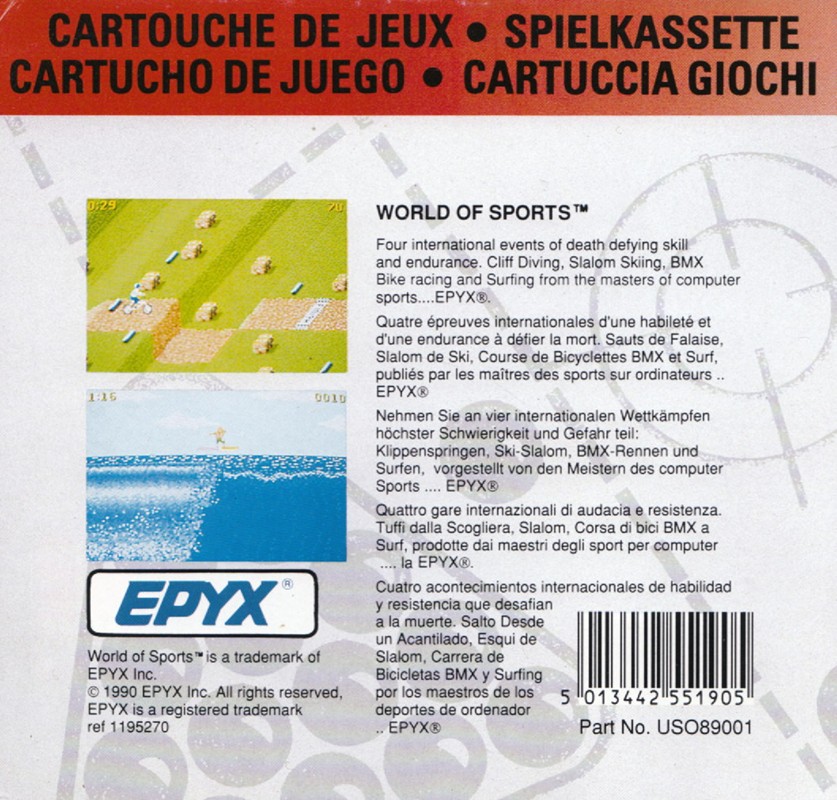 CARTOUCHE DE JEUX • SPIELKASSETTE
CARTUCHO DE JUEGO • CARTUCCIA GIOCHI
0:29 20
WORLD OF SPORTS™
Four international events of death defying skill
and endurance. Cliff Diving, Slalom Skiing, BMX
Bike racing and Surfing from the masters of computer
sports....EPYX®.
Quatre épreuves internationales d'une habileté et
d'une endurance à défier la mort. Sauts de Falaise,
Slalom de Ski, Course de Bicyclettes BMX et Surf,
publiés par les maîtres des sports sur ordinateurs ..
EPYX®
1:16 0010
Nehmen Sie an vier internationalen Wettkämpfen
höchster Schwierigkeit und Gefahr teil:
Klippenspringen, Ski-Slalom, BMX-Rennen und
Surfen, vorgestellt von den Meistern des computer
Sports .... EPYX®
Quattro gare internazionali di audacia e resistenza.
Tuffi dalla Scogliera, Slalom, Corsa di bici BMX a
Surf, prodotte dai maestri degli sport per computer
.... la EPYX®.
Cuatro acontecimientos internacionales de habilidad
y resistencia que desafian
a la muerte. Salto Desde
un Acantilado, Esqui de
Slalom, Carrera de
Bicicletas BMX y Surfing
por los maestros de los
deportes de ordenador
.. EPYX®
EPYX®
World of Sports™ is a trademark of
EPYX Inc.
© 1990 EPYX Inc. All rights reserved,
EPYX is a registered trademark
ref 1195270
5 013442 551905
Part No. USO89001